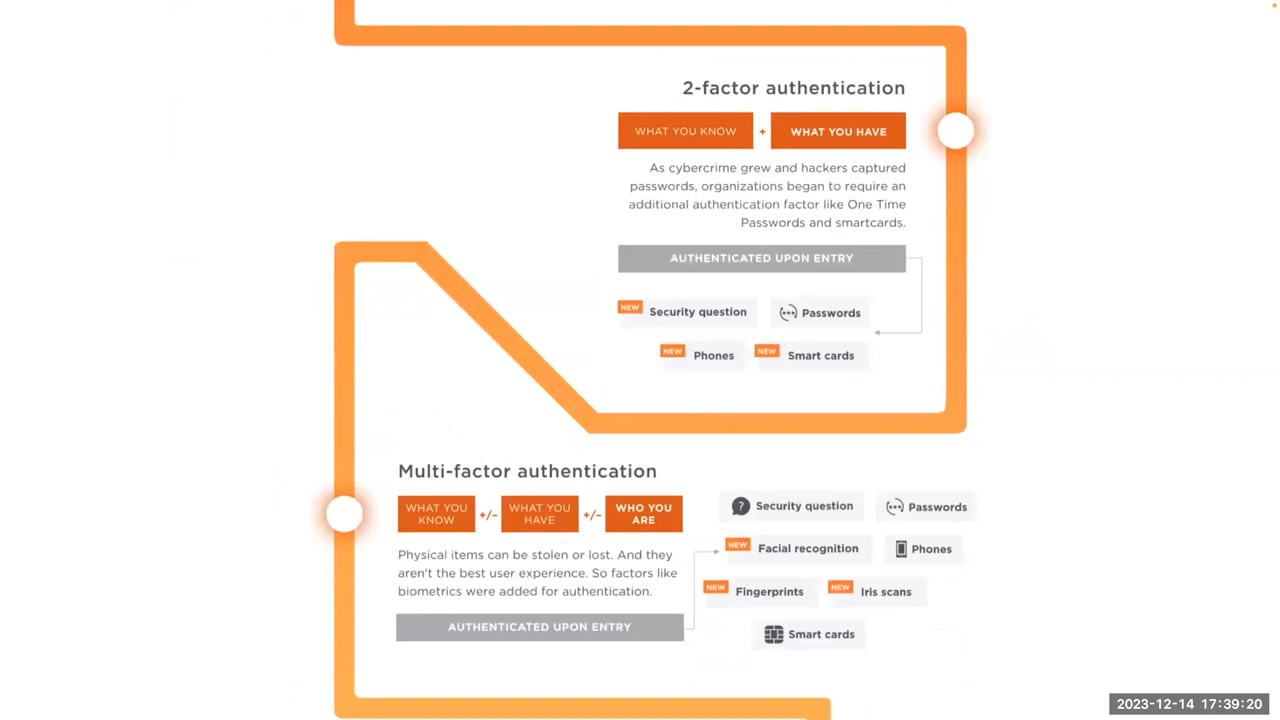 2-factor authentication
WHAT YOU KNOW + WHAT YOU HAVE
As cybercrime grew and hackers captured
passwords, organizations began to require an
additional authentication factor like One Time
Passwords and smartcards.
AUTHENTICATED UPON ENTRY
NEW Security question
Passwords
NEW Phones
NEW Smart cards
Multi-factor authentication
WHAT YOU KNOW +/- WHAT YOU HAVE +/- WHO YOU ARE
Physical items can be stolen or lost. And they
aren't the best user experience. So factors like
biometrics were added for authentication.
AUTHENTICATED UPON ENTRY
? Security question
Passwords
NEW Facial recognition
Phones
NEW Fingerprints
NEW Iris scans
Smart cards
2023-12-14 17:39:20